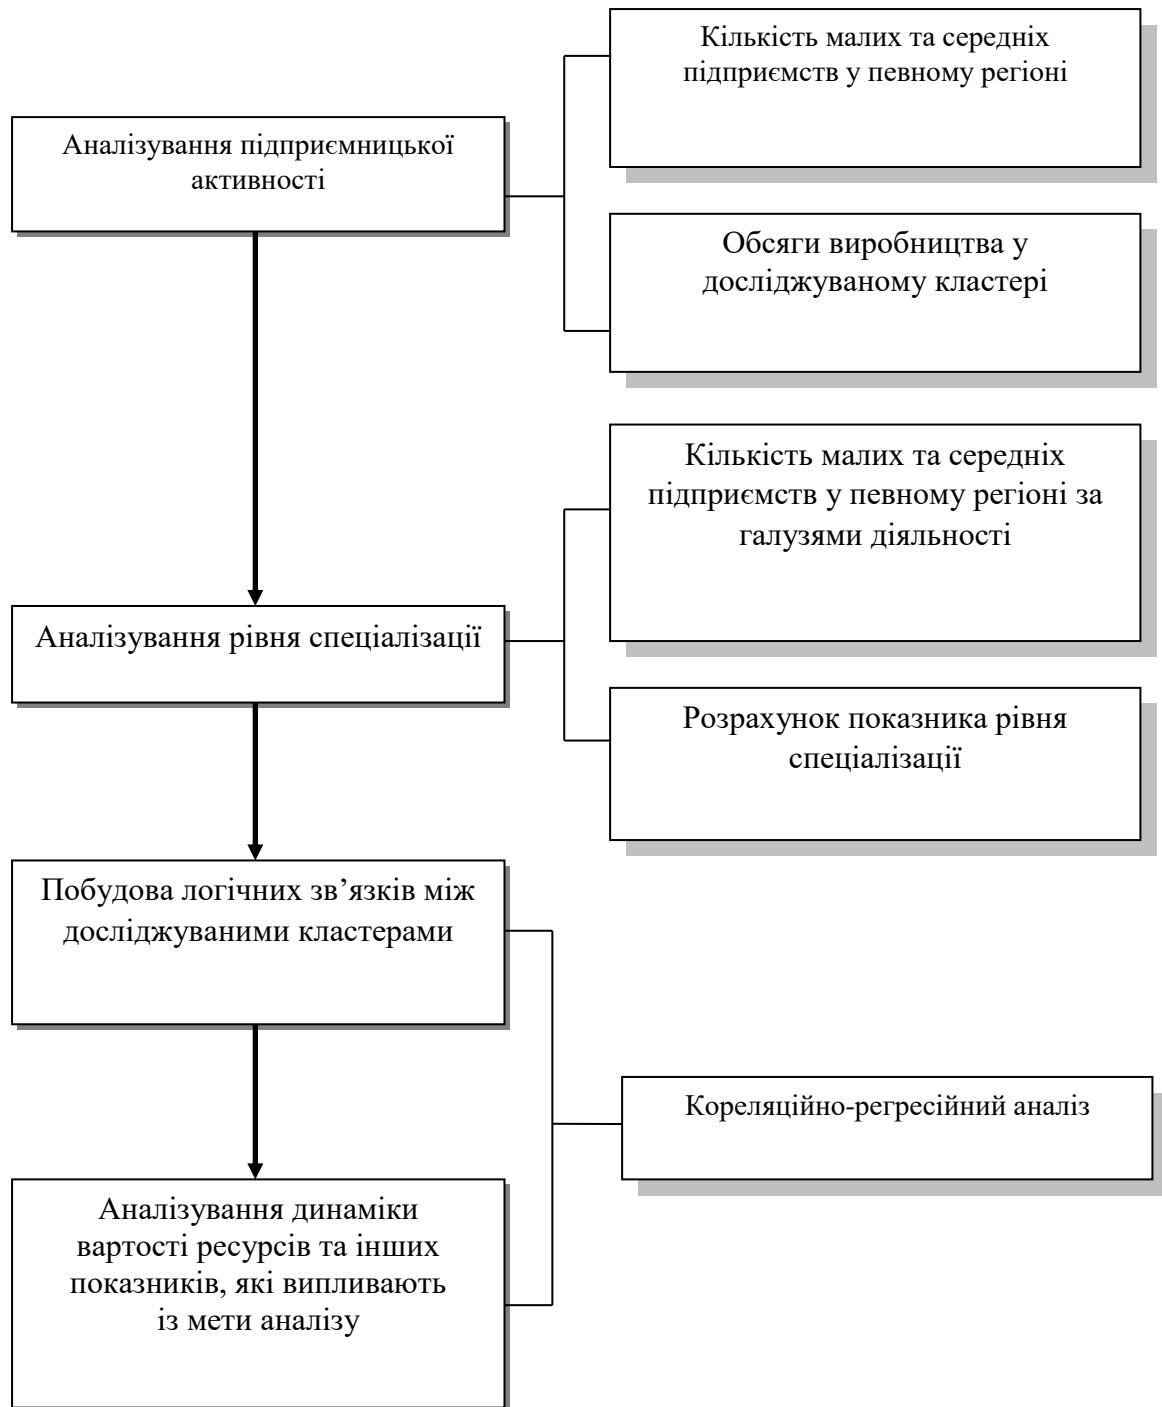 Кількість малих та середніх
підприємств у певному регіоні
Аналізування підприємницької
активності
Обсяги виробництва у
досліджуваному кластері
Кількість малих та середніх
підприємств у певному регіоні за
галузями діяльності
Аналізування рівня спеціалізації
Розрахунок показника рівня
спеціалізації
Побудова логічних зв’язків між
досліджуваними кластерами
Кореляційно-регресійний аналіз
Аналізування динаміки
вартості ресурсів та інших
показників, які випливають
із мети аналізу